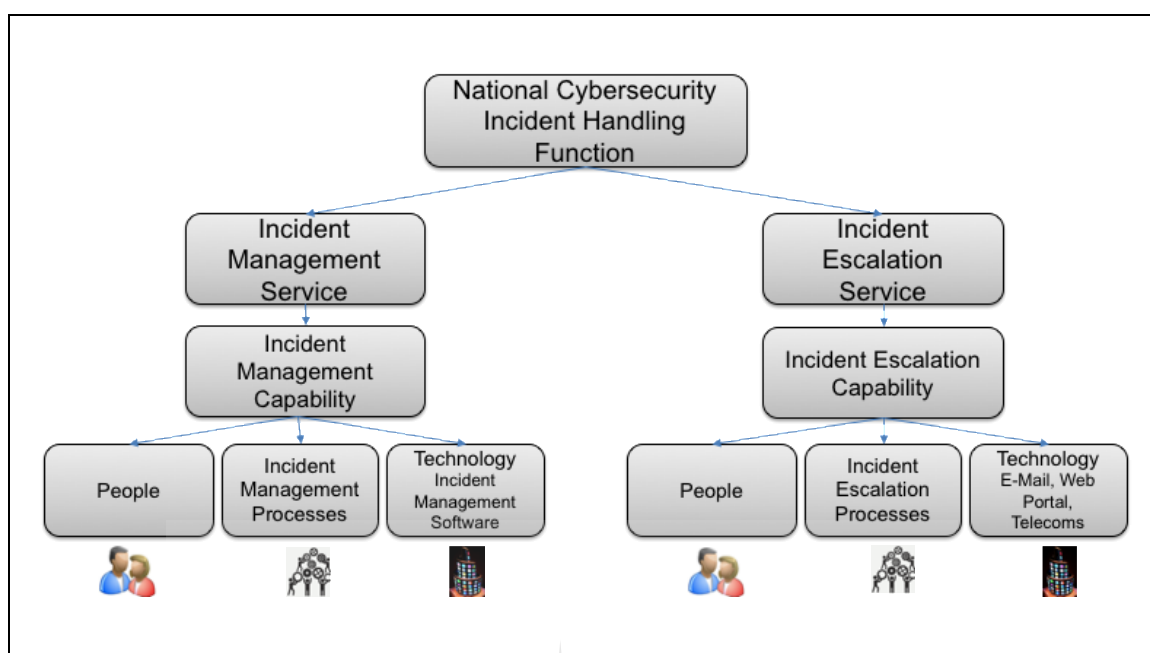 National Cybersecurity
Incident Handling
Function
Incident
Management
Service
Incident
Escalation
Service
Incident
Management
Capability
Incident Escalation
Capability
People
Incident
Management
Processes
Technology
Incident
Management
Software
People
Incident
Escalation
Processes
Technology
E-Mail, Web
Portal,
Telecoms